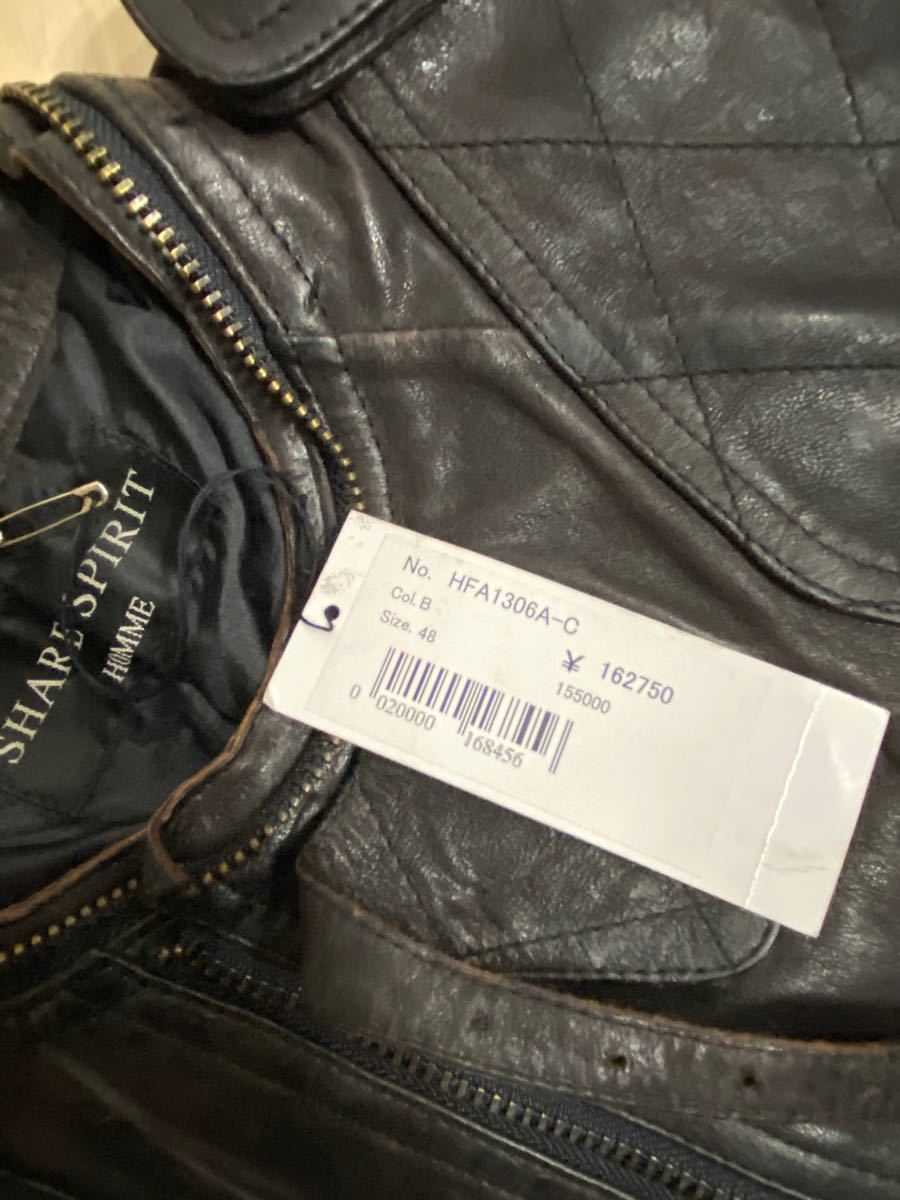 SHARE SPIRIT
HOMME
No. HFA1306A-C
Col. B
Size. 48
¥ 162750
155000
0 020000 168456